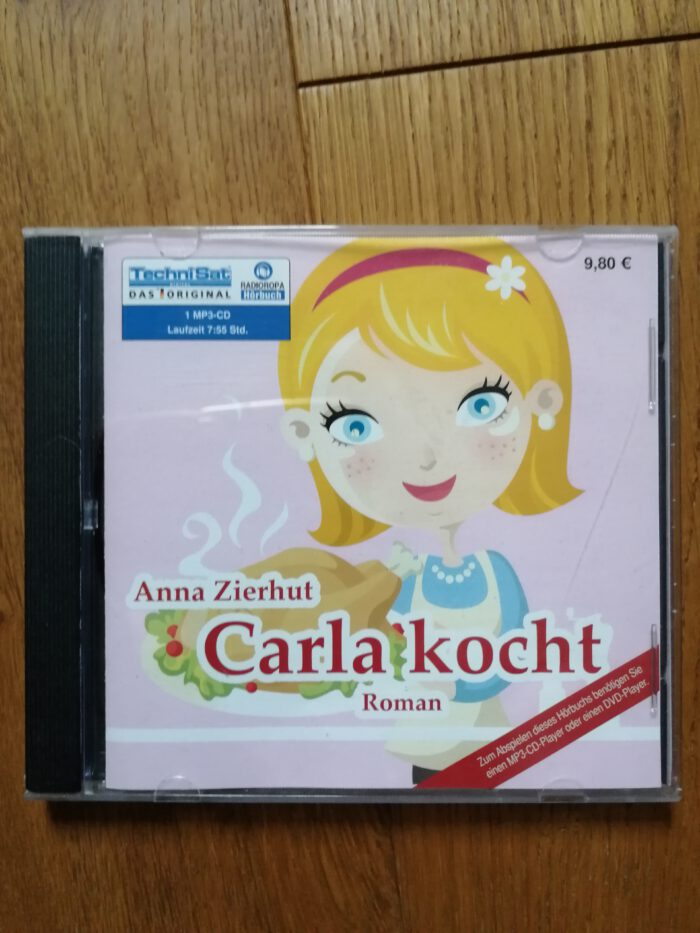 TechniSat
DAS !ORIGINAL
RADIOROPA
Hörbuch
1 MP3-CD
Laufzeit 7:55 Std.
9,80 €
Anna Zierhut
Carla kocht
Roman
Zum Abspielen dieses Hörbuchs benötigen Sie
einen MP3-CD-Player oder einen DVD-Player.